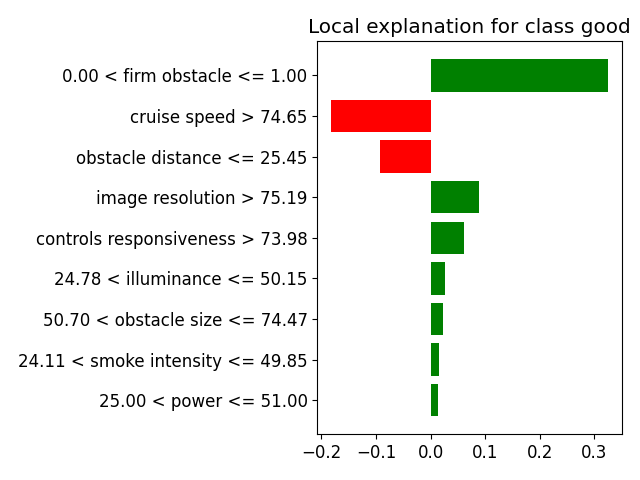 Local explanation for class good
0.00 < firm obstacle <= 1.00
cruise speed > 74.65
obstacle distance <= 25.45
image resolution > 75.19
controls responsiveness > 73.98
24.78 < illuminance <= 50.15
50.70 < obstacle size <= 74.47
24.11 < smoke intensity <= 49.85
25.00 < power <= 51.00
−0.2 −0.1 0.0 0.1 0.2 0.3